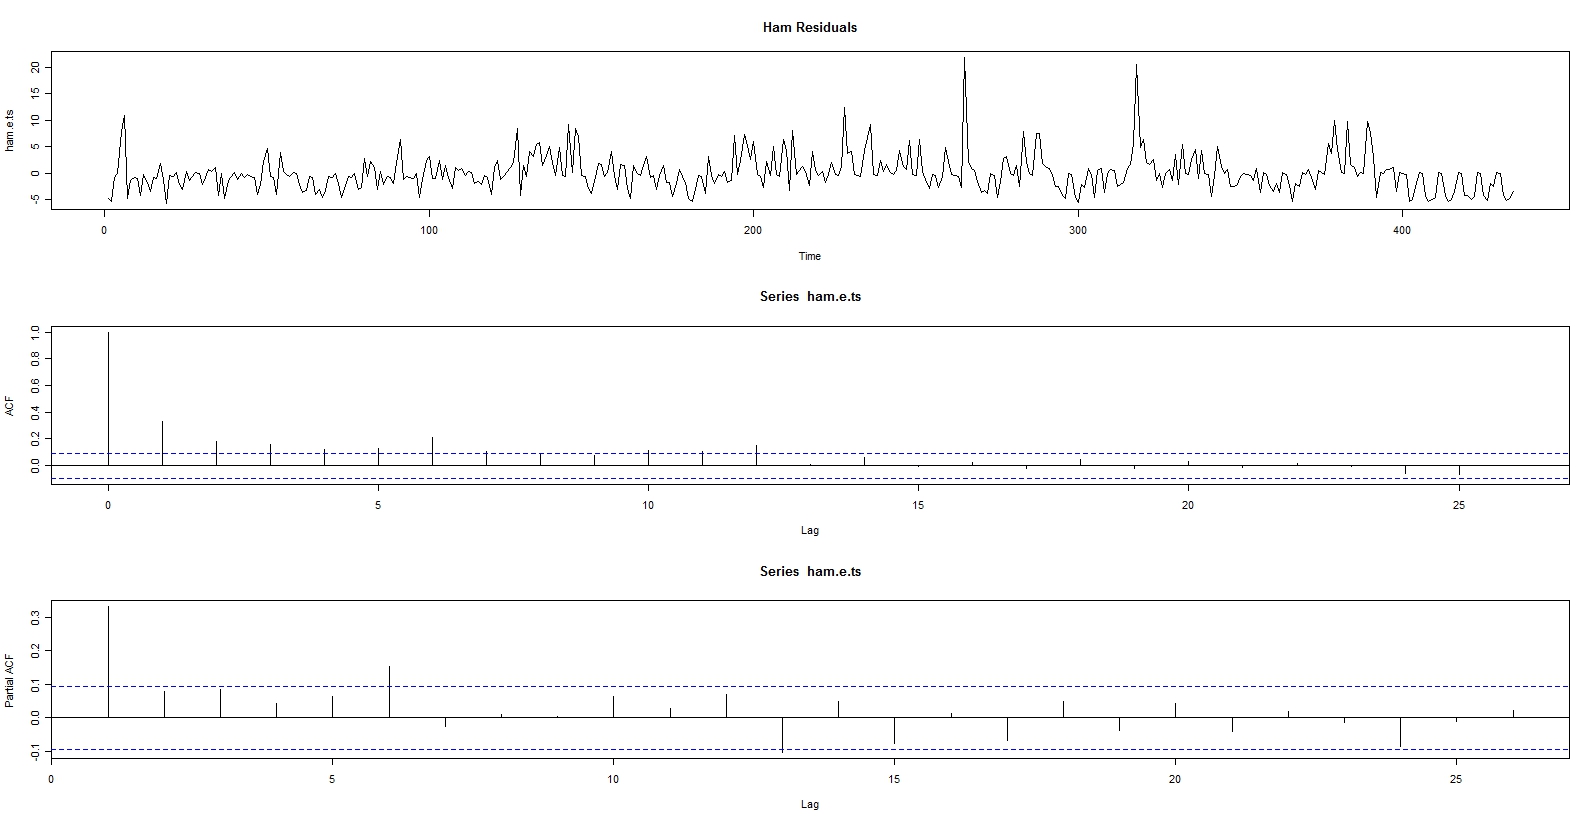 Ham Residuals
ham.e.ts
20
15
10
5
0
-5
0 100 200 300 400
Time
Series ham.e.ts
ACF
1.0
0.8
0.6
0.4
0.2
0.0
0 5 10 15 20 25
Lag
Series ham.e.ts
Partial ACF
0.3
0.2
0.1
0.0
-0.1
0 5 10 15 20 25
Lag